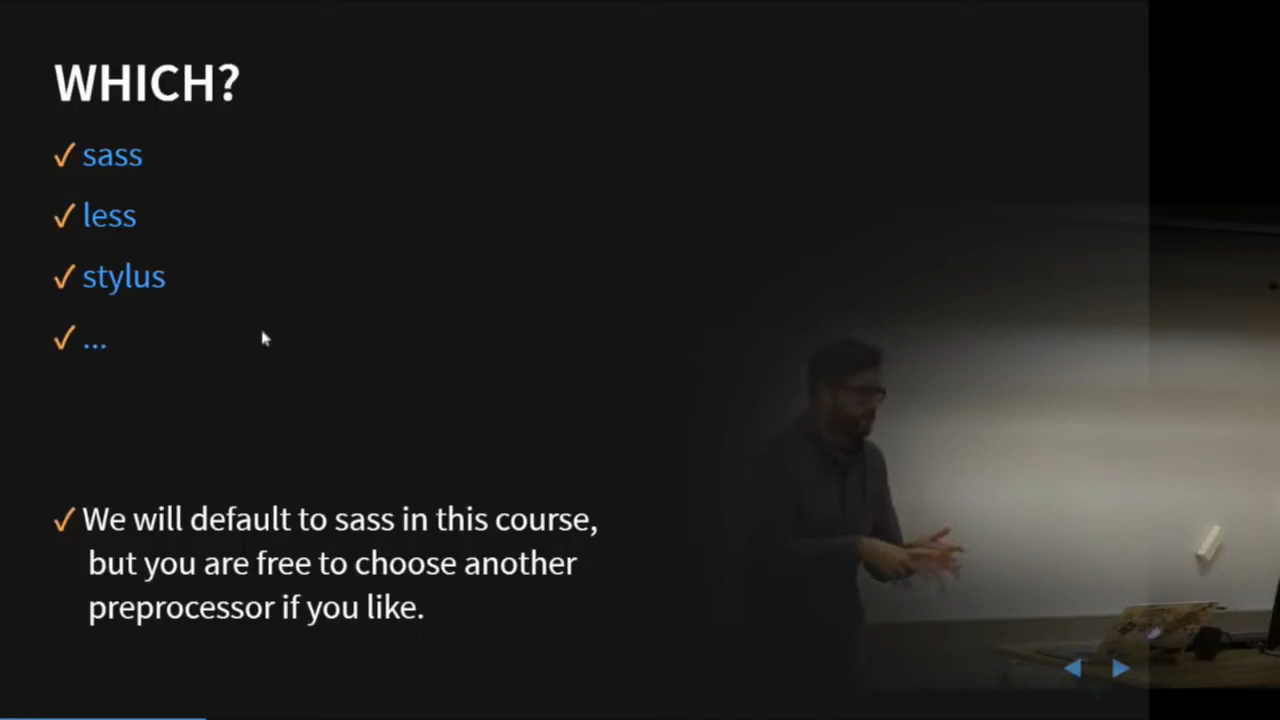 WHICH?
✓ sass
✓ less
✓ stylus
✓ ...
✓ We will default to sass in this course,
but you are free to choose another
preprocessor if you like.